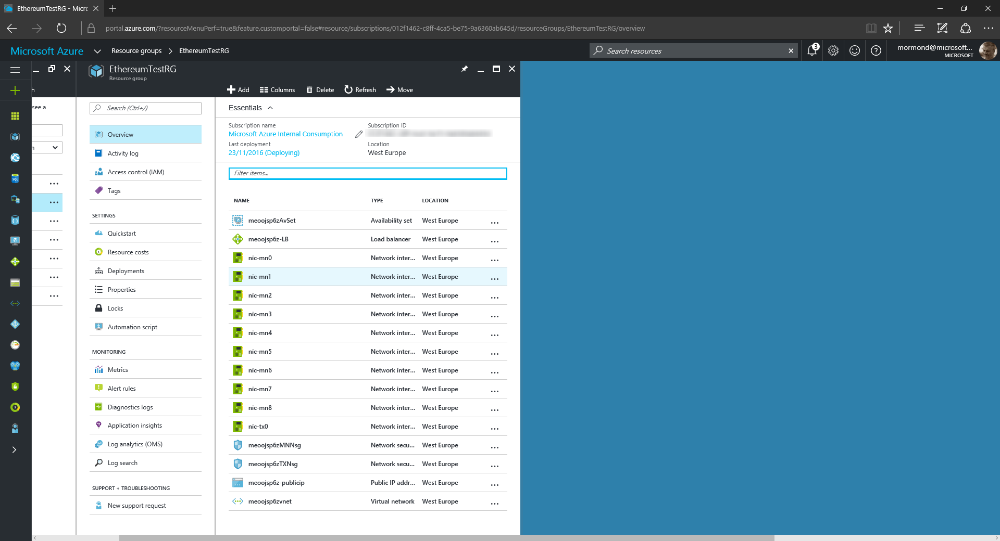 EthereumTestRG - Micr
portal.azure.com/?resourceMenuPerf=true&feature.customportal=false#resource/subscriptions/012f1462-c8ff-4ca5-be75-9a6360ab645d/resourceGroups/EthereumTestRG/overview
Microsoft Azure Resource groups EthereumTestRG
Search resources
3
mormond@microsoft...
MICROSOFT
EthereumTestRG
Resource group
Add Columns Delete Refresh Move
h
see a
n
Search (Ctrl+/)
Overview
Activity log
Access control (IAM)
Tags
SETTINGS
Quickstart
Resource costs
Deployments
Properties
Locks
Automation script
MONITORING
Metrics
Alert rules
Diagnostics logs
Application insights
Log analytics (OMS)
Log search
SUPPORT + TROUBLESHOOTING
New support request
Essentials
Subscription name Subscription ID
Microsoft Azure Internal Consumption
Last deployment Location
23/11/2016 (Deploying) West Europe
Filter items...
NAME TYPE LOCATION
meoojsp6zAvSet Availability set West Europe ...
meoojsp6z-LB Load balancer West Europe ...
nic-mn0 Network inter... West Europe ...
nic-mn1 Network inter... West Europe ...
nic-mn2 Network inter... West Europe ...
nic-mn3 Network inter... West Europe ...
nic-mn4 Network inter... West Europe ...
nic-mn5 Network inter... West Europe ...
nic-mn6 Network inter... West Europe ...
nic-mn7 Network inter... West Europe ...
nic-mn8 Network inter... West Europe ...
nic-tx0 Network inter... West Europe ...
meoojsp6zMNNsg Network secu... West Europe ...
meoojsp6zTXNsg Network secu... West Europe ...
meoojsp6z-publicip Public IP addr... West Europe ...
meoojsp6zvnet Virtual network West Europe ...